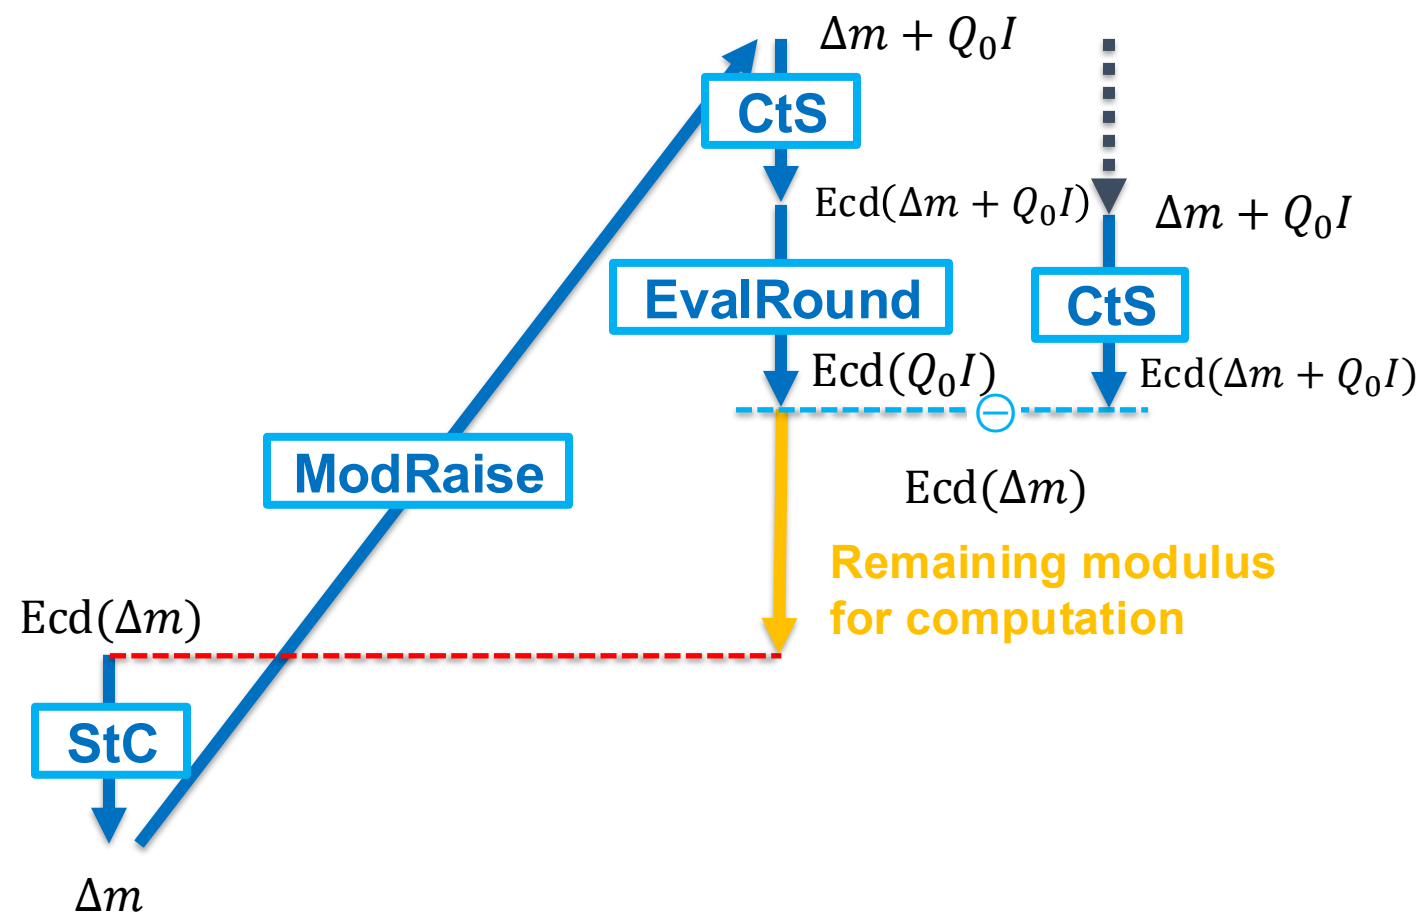 Δm + Q₀I
CtS
Ecd(Δm + Q₀I)
Δm + Q₀I
EvalRound
CtS
Ecd(Q₀I)
Ecd(Δm + Q₀I)
ModRaise
Ecd(Δm)
Remaining modulus
for computation
Ecd(Δm)
StC
Δm